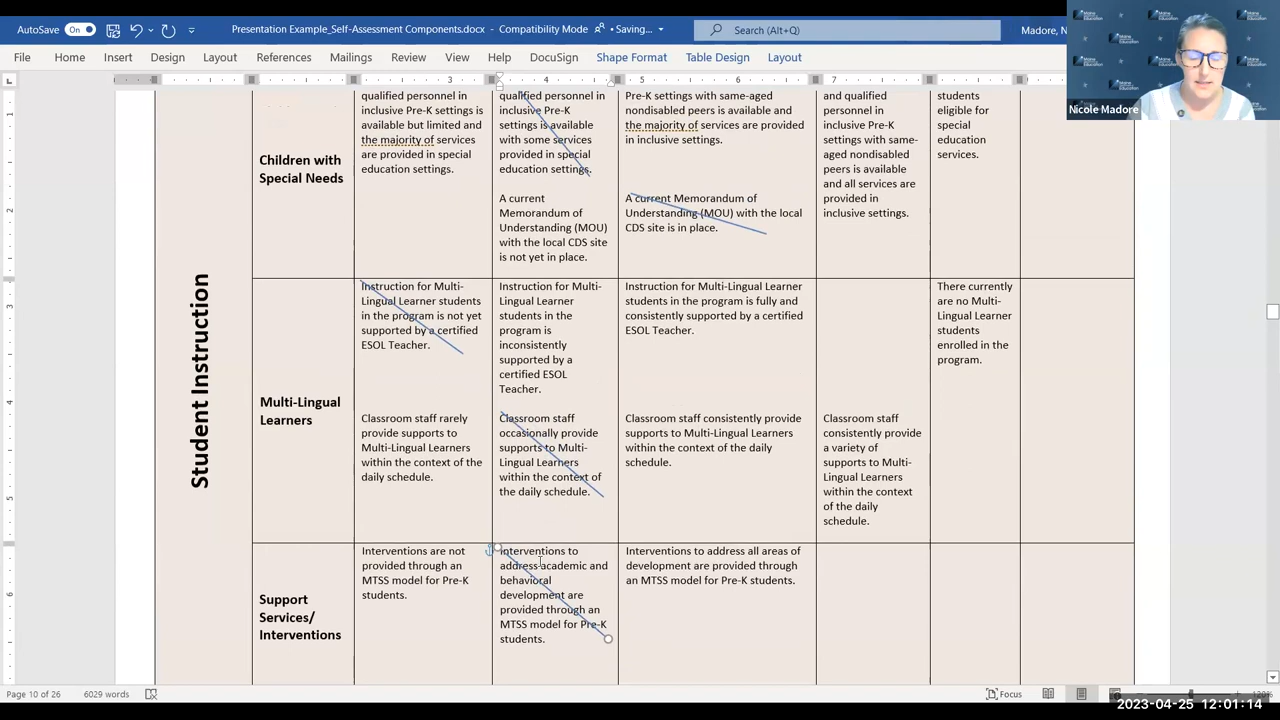 AutoSave On
Presentation Example_Self-Assessment Components.docx - Compatibility Mode
Saving...
Search (Alt+Q)
Madore, N
File Home Insert Design Layout References Mailings Review View Help DocuSign Shape Format Table Design Layout
Nicole Madore
3 4 5 6 7 8 9
Student Instruction
Children with
Special Needs
qualified personnel in
inclusive Pre-K settings is
available but limited and
the majority of services
are provided in special
education settings.
qualified personnel in
inclusive Pre-K
settings is available
with some services
provided in special
education settings.
A current
Memorandum of
Understanding (MOU)
with the local CDS site
is not yet in place.
Pre-K settings with same-aged
nondisabled peers is available and
the majority of services are provided
in inclusive settings.
A current Memorandum of
Understanding (MOU) with the local
CDS site is in place.
and qualified
personnel in
inclusive Pre-K
settings with same-
aged nondisabled
peers is available
and all services are
provided in
inclusive settings.
students
eligible for
special
education
services.
Multi-Lingual
Learners
Instruction for Multi-
Lingual Learner students
in the program is not yet
supported by a certified
ESOL Teacher.
Classroom staff rarely
provide supports to
Multi-Lingual Learners
within the context of the
daily schedule.
Instruction for Multi-
Lingual Learner
students in the
program is
inconsistently
supported by a
certified ESOL
Teacher.
Classroom staff
occasionally provide
supports to Multi-
Lingual Learners
within the context of
the daily schedule.
Instruction for Multi-Lingual Learner
students in the program is fully and
consistently supported by a certified
ESOL Teacher.
Classroom staff consistently provide
supports to Multi-Lingual Learners
within the context of the daily
schedule.
Classroom staff
consistently provide
a variety of
supports to Multi-
Lingual Learners
within the context
of the daily
schedule.
There currently
are no Multi-
Lingual Learner
students
enrolled in the
program.
Support
Services/
Interventions
Interventions are not
provided through an
MTSS model for Pre-K
students.
Interventions to
address academic and
behavioral
development are
provided through an
MTSS model for Pre-K
students.
Interventions to address all areas of
development are provided through
an MTSS model for Pre-K students.
Page 10 of 26 6029 words
Focus
120%
2023-04-25 12:01:14